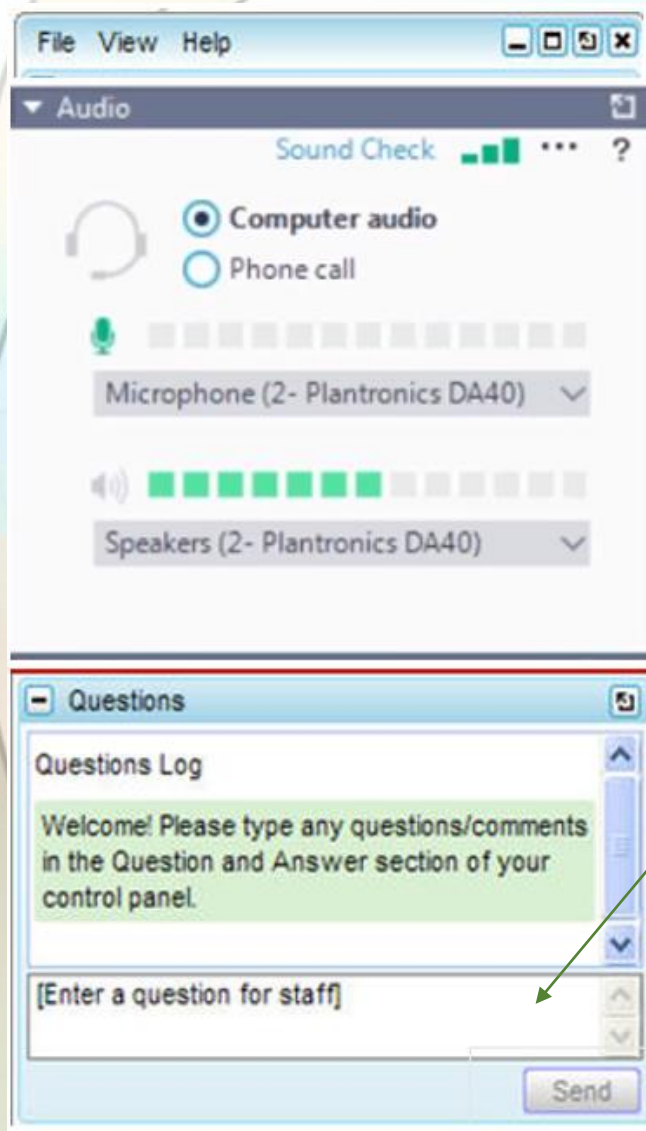 File View Help
Audio
Sound Check ... ?
Computer audio
Phone call
Microphone (2- Plantronics DA40)
Speakers (2- Plantronics DA40)
Questions
Questions Log
Welcome! Please type any questions/comments
in the Question and Answer section of your
control panel.
[Enter a question for staff]
Send